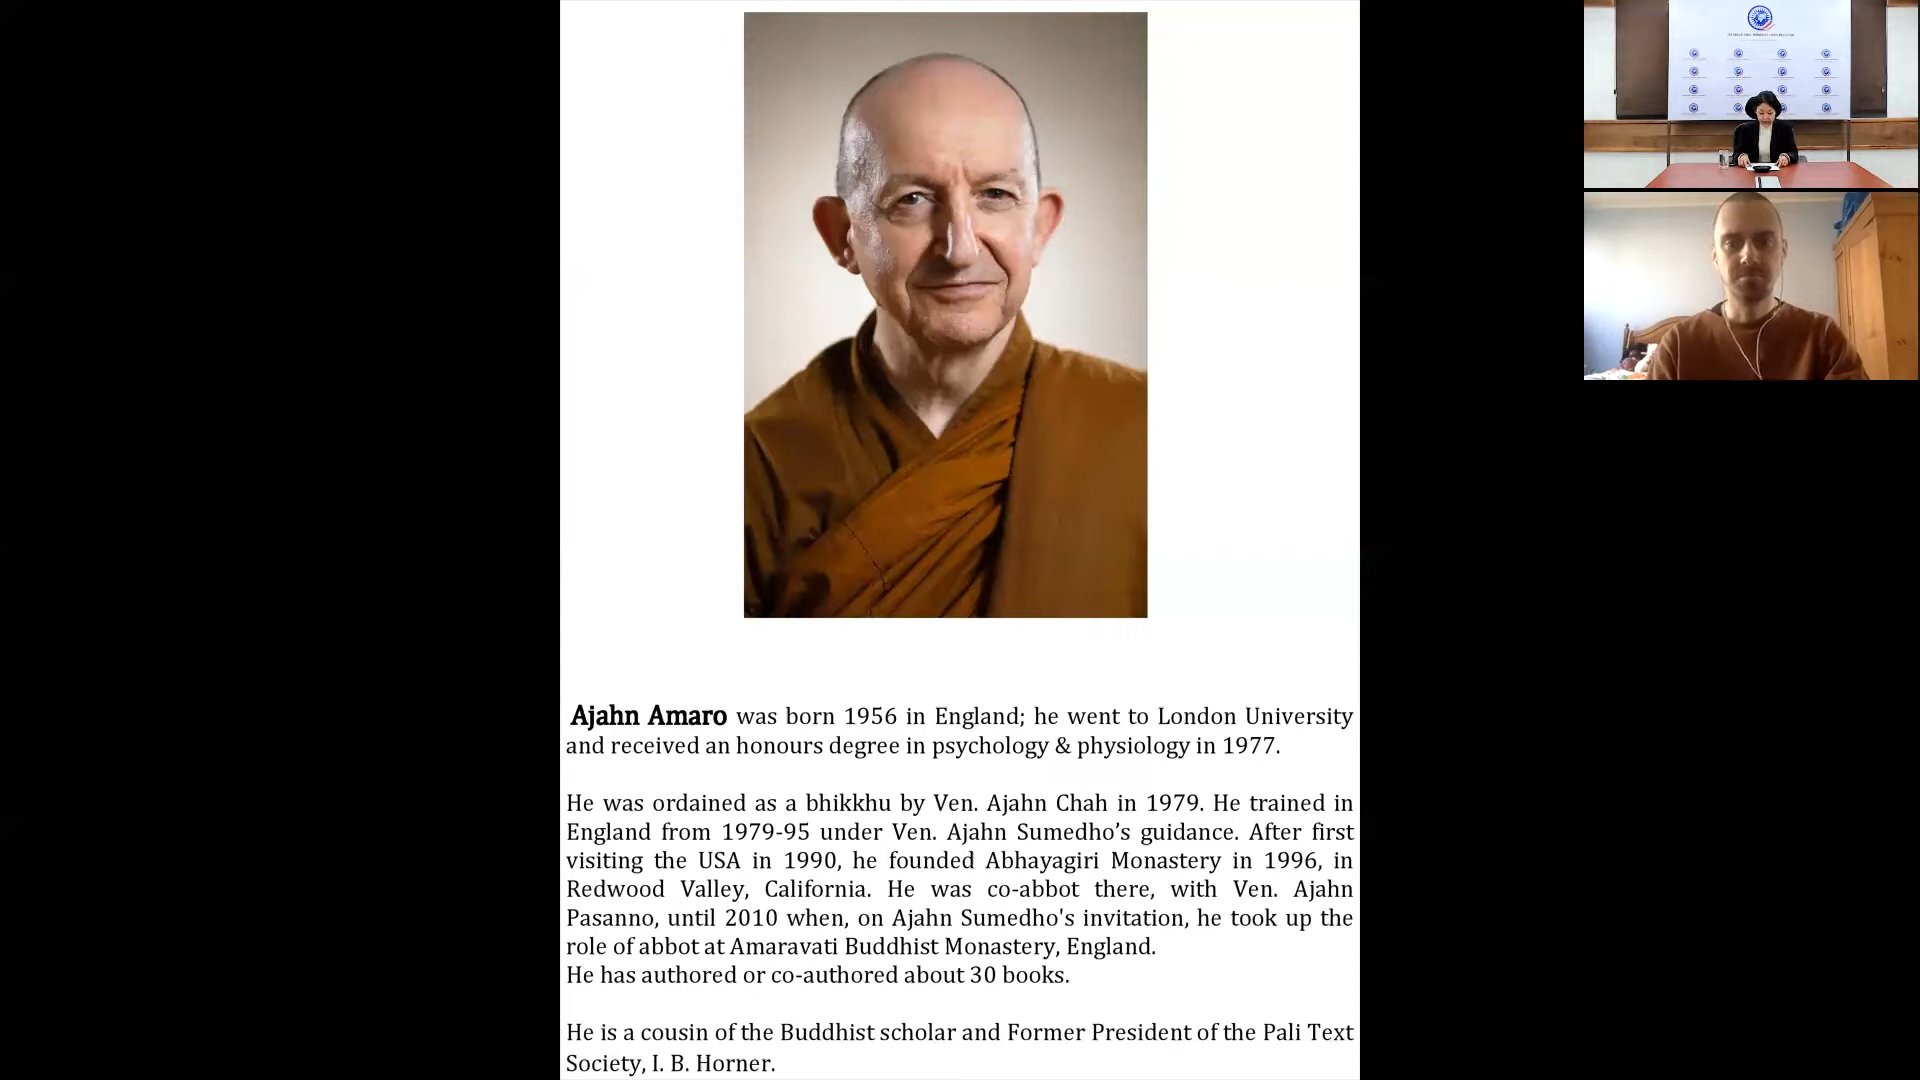 Ajahn Amaro was born 1956 in England; he went to London University
and received an honours degree in psychology & physiology in 1977.
He was ordained as a bhikkhu by Ven. Ajahn Chah in 1979. He trained in
England from 1979-95 under Ven. Ajahn Sumedho’s guidance. After first
visiting the USA in 1990, he founded Abhayagiri Monastery in 1996, in
Redwood Valley, California. He was co-abbot there, with Ven. Ajahn
Pasanno, until 2010 when, on Ajahn Sumedho's invitation, he took up the
role of abbot at Amaravati Buddhist Monastery, England.
He has authored or co-authored about 30 books.
He is a cousin of the Buddhist scholar and Former President of the Pali Text
Society, I. B. Horner.